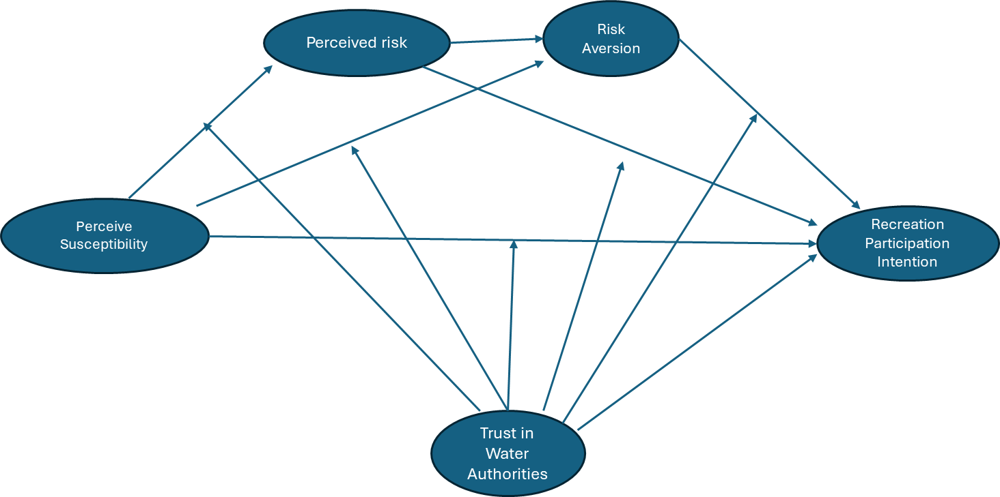 Perceived risk
Risk
Aversion
Perceive
Susceptibility
Recreation
Participation
Intention
Trust in
Water
Authorities